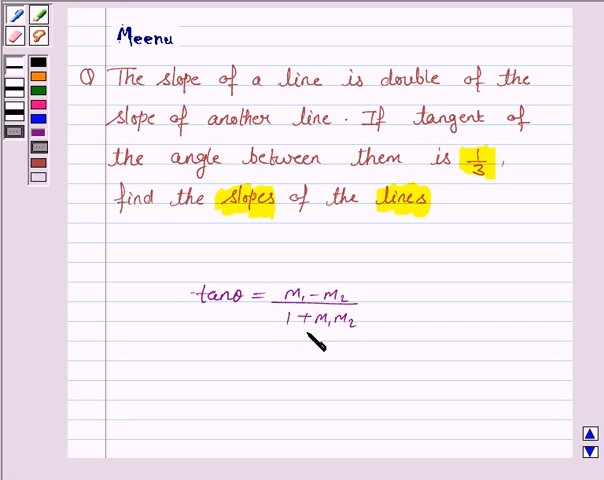 Meenu
Q The slope of a line is double of the
slope of another line. If tangent of
the angle between them is 1/3,
find the slopes of the lines
tanθ = m₁ - m₂ / 1 + m₁m₂